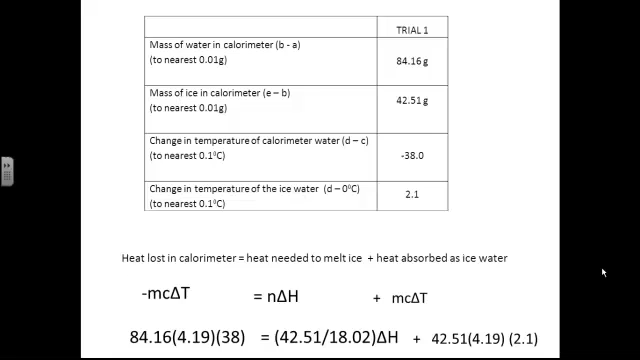 TRIAL 1
Mass of water in calorimeter (b - a)
(to nearest 0.01g)
84.16 g
Mass of ice in calorimeter (e – b)
(to nearest 0.01g)
42.51 g
Change in temperature of calorimeter water (d – c)
(to nearest 0.1⁰C)
-38.0
Change in temperature of the ice water (d – 0⁰C)
(to nearest 0.1⁰C)
2.1
Heat lost in calorimeter = heat needed to melt ice + heat absorbed as ice water
-mcΔT = nΔH + mcΔT
84.16(4.19)(38) = (42.51/18.02)ΔH + 42.51(4.19) (2.1)